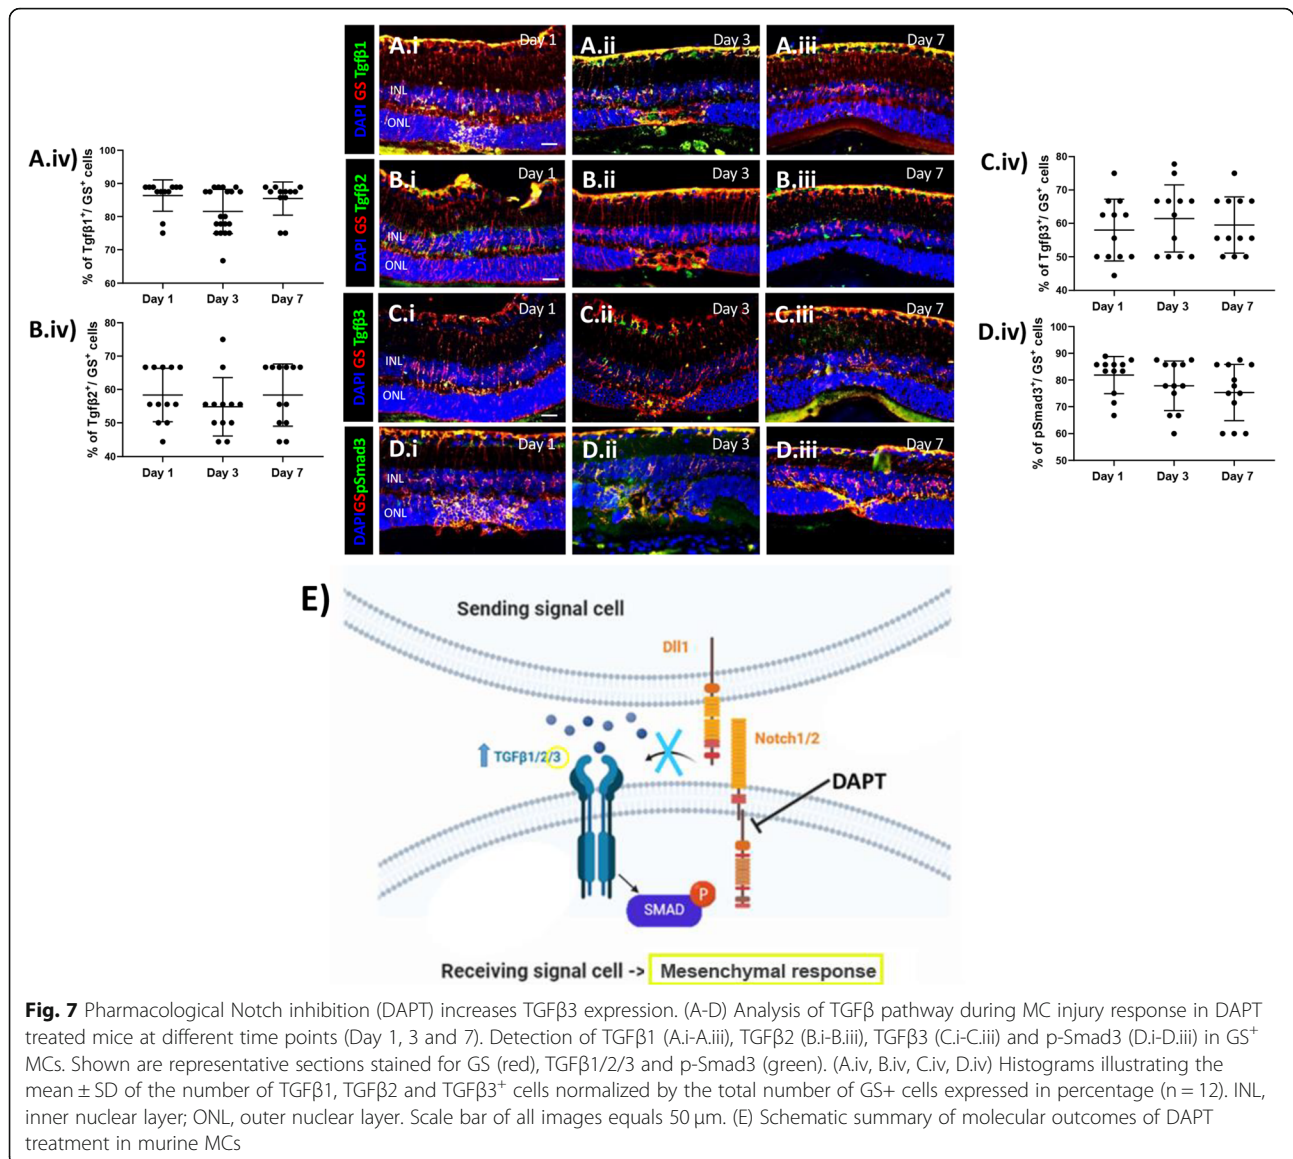 A.i Day 1
A.ii Day 3
A.iii Day 7
DAPI GS Tgfβ1
INL
ONL
A.iv)
% of Tgfβ1⁺/ GS⁺ cells
100
90
80
70
60
Day 1 Day 3 Day 7
B.i Day 1
B.ii Day 3
B.iii Day 7
DAPI GS Tgfβ2
INL
ONL
B.iv)
% of Tgfβ2⁺/ GS⁺ cells
80
70
60
50
40
Day 1 Day 3 Day 7
C.i Day 1
C.ii Day 3
C.iii Day 7
DAPI GS Tgfβ3
INL
ONL
C.iv)
% of Tgfβ3⁺/ GS⁺ cells
80
70
60
50
40
Day 1 Day 3 Day 7
D.i Day 1
D.ii Day 3
D.iii Day 7
DAPIGSpSmad3
INL
ONL
D.iv)
% of pSmad3⁺/ GS⁺ cells
100
90
80
70
60
50
Day 1 Day 3 Day 7
E)
Sending signal cell
Dll1
Notch1/2
TGFβ1/2/3
DAPT
P
SMAD
Receiving signal cell -> Mesenchymal response
Fig. 7 Pharmacological Notch inhibition (DAPT) increases TGFβ3 expression. (A-D) Analysis of TGFβ pathway during MC injury response in DAPT
treated mice at different time points (Day 1, 3 and 7). Detection of TGFβ1 (A.i-A.iii), TGFβ2 (B.i-B.iii), TGFβ3 (C.i-C.iii) and p-Smad3 (D.i-D.iii) in GS⁺
MCs. Shown are representative sections stained for GS (red), TGFβ1/2/3 and p-Smad3 (green). (A.iv, B.iv, C.iv, D.iv) Histograms illustrating the
mean ± SD of the number of TGFβ1, TGFβ2 and TGFβ3⁺ cells normalized by the total number of GS+ cells expressed in percentage (n = 12). INL,
inner nuclear layer; ONL, outer nuclear layer. Scale bar of all images equals 50 μm. (E) Schematic summary of molecular outcomes of DAPT
treatment in murine MCs